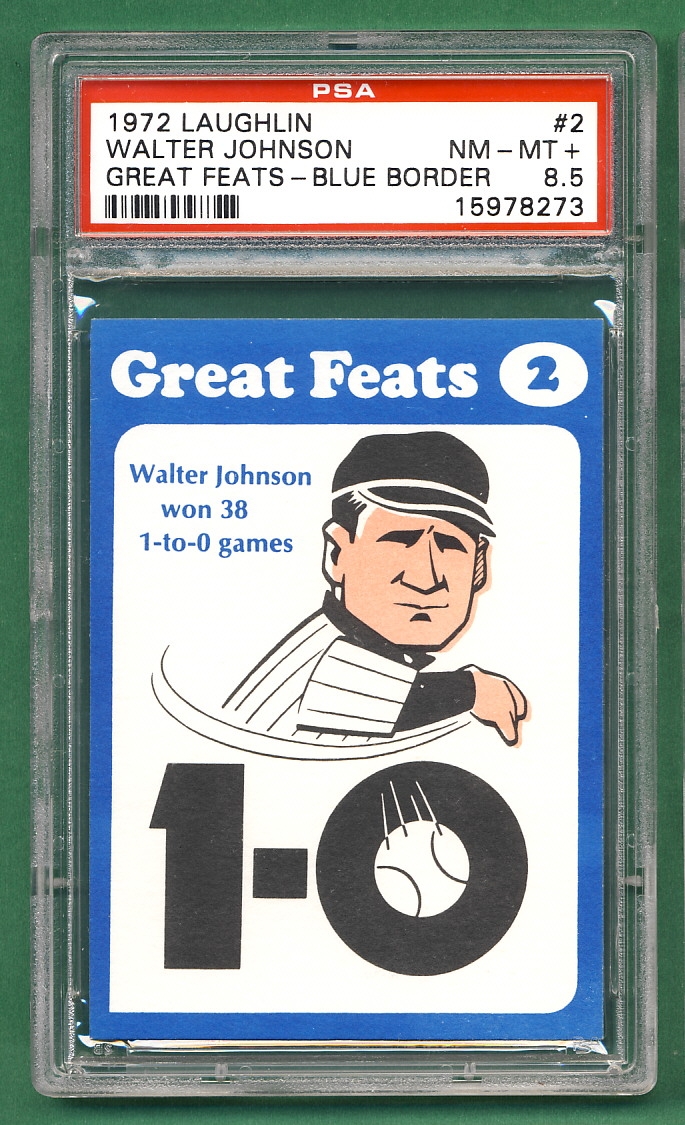 PSA
1972 LAUGHLIN #2
WALTER JOHNSON NM-MT+
GREAT FEATS-BLUE BORDER 8.5
15978273
Great Feats 2
Walter Johnson
won 38
1-to-0 games
1-0